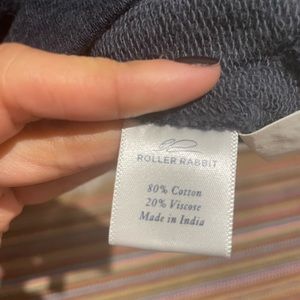 ROLLER RABBIT
80% Cotton
20% Viscose
Made in India